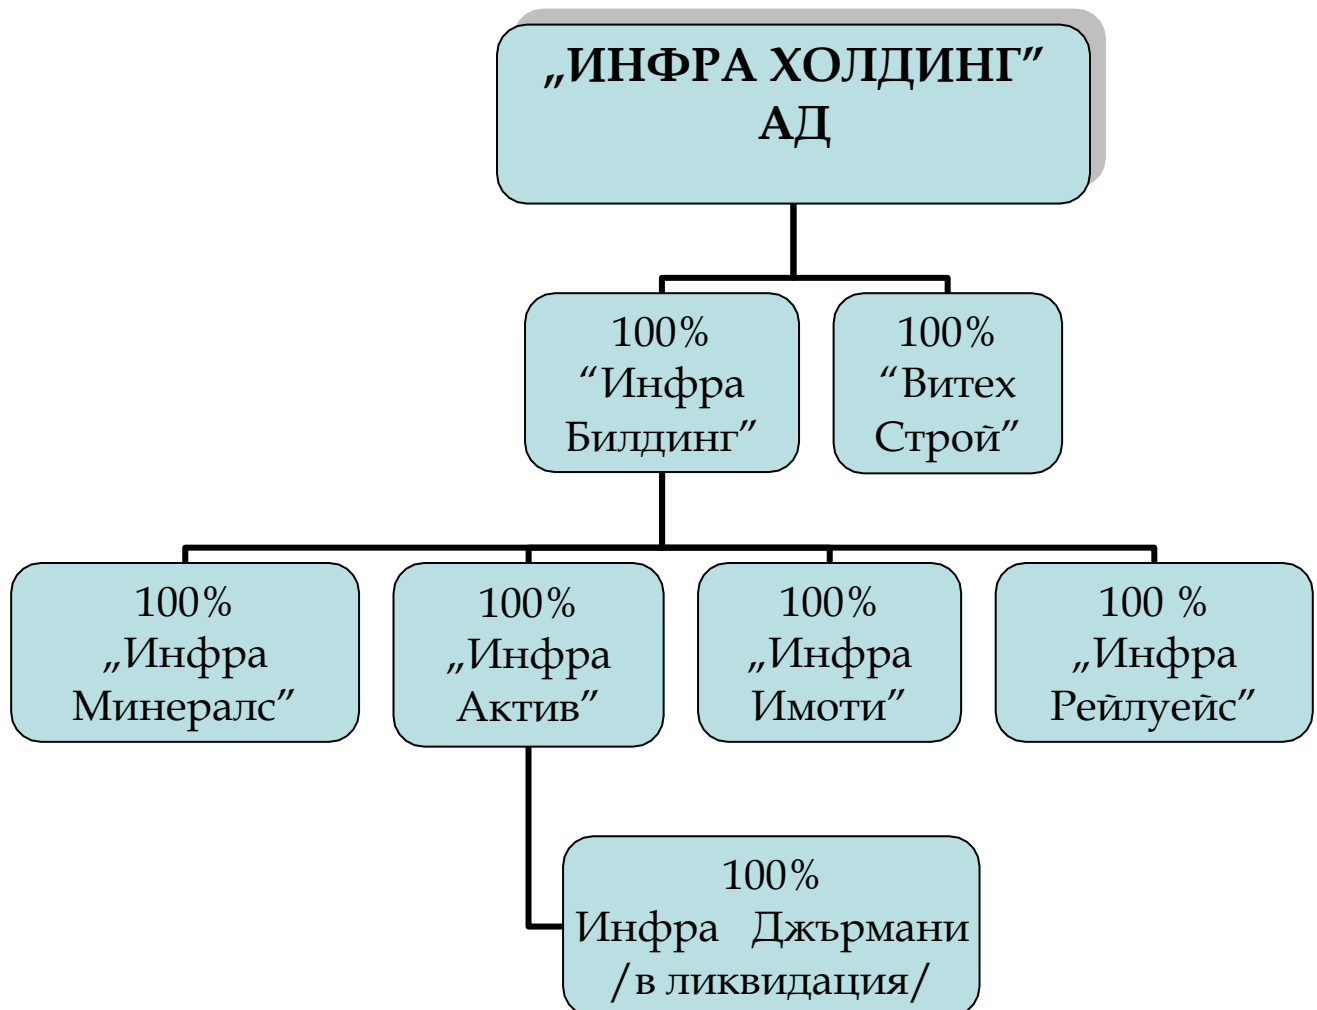 „ИНФРА ХОЛДИНГ”
АД
100%
“Инфра
Билдинг”
100%
“Витех
Строй”
100%
„Инфра
Минералс”
100%
„Инфра
Актив”
100%
„Инфра
Имоти”
100 %
„Инфра
Рейлуейс”
100%
Инфра Джърмани
/в ликвидация/